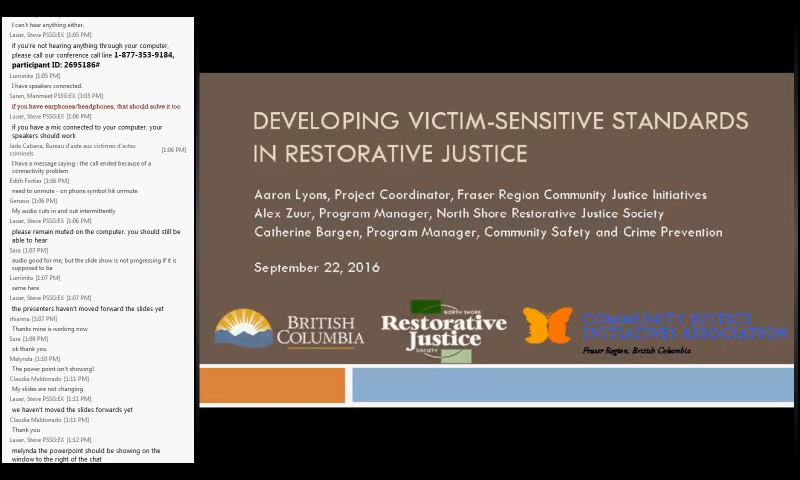 I can't hear anything either.
Lauer, Steve PSSG:EX [1:05 PM]
if you're not hearing anything through your computer,
please call our conference call line 1-877-353-9184,
participant ID: 2695186#
Luminita [1:05 PM]
I have speakers connected.
Saran, Manmeet PSSG:EX [1:05 PM]
if you have earphones/headphones, that should solve it too
Lauer, Steve PSSG:EX [1:06 PM]
if you have a mic connected to your computer, your
speakers should work
Jade Cabana, Bureau d'aide aux victimes d'actes
criminels [1:06 PM]
I have a message saying : the call ended because of a
connectivity problem
Edith Fortier [1:06 PM]
need to unmute - on phone symbol hit unmute
Genesis [1:06 PM]
My audio cuts in and out intermittently
Lauer, Steve PSSG:EX [1:06 PM]
please remain muted on the computer. you should still be
able to hear
Sara [1:07 PM]
audio good for me, but the slide show is not progressing if it is
supposed to be
Luminita [1:07 PM]
same here
Lauer, Steve PSSG:EX [1:07 PM]
the presenters haven't moved forward the slides yet
rhianna [1:07 PM]
Thanks mine is working now
Sara [1:08 PM]
ok thank you
Melynda [1:10 PM]
The power point isn't showing!
Claudia Maldonado [1:11 PM]
My slides are not changing
Lauer, Steve PSSG:EX [1:11 PM]
we haven't moved the slides forwards yet
Claudia Maldonado [1:11 PM]
Thank you
Lauer, Steve PSSG:EX [1:12 PM]
melynda the powerpoint should be showing on the
window to the right of the chat
DEVELOPING VICTIM-SENSITIVE STANDARDS
IN RESTORATIVE JUSTICE
Aaron Lyons, Project Coordinator, Fraser Region Community Justice Initiatives
Alex Zuur, Program Manager, North Shore Restorative Justice Society
Catherine Bargen, Program Manager, Community Safety and Crime Prevention
September 22, 2016
BRITISH
COLUMBIA
NORTH SHORE
Restorative
Justice
SOCIETY
COMMUNITY JUSTICE
INITIATIVES ASSOCIATION
Fraser Region, British Columbia